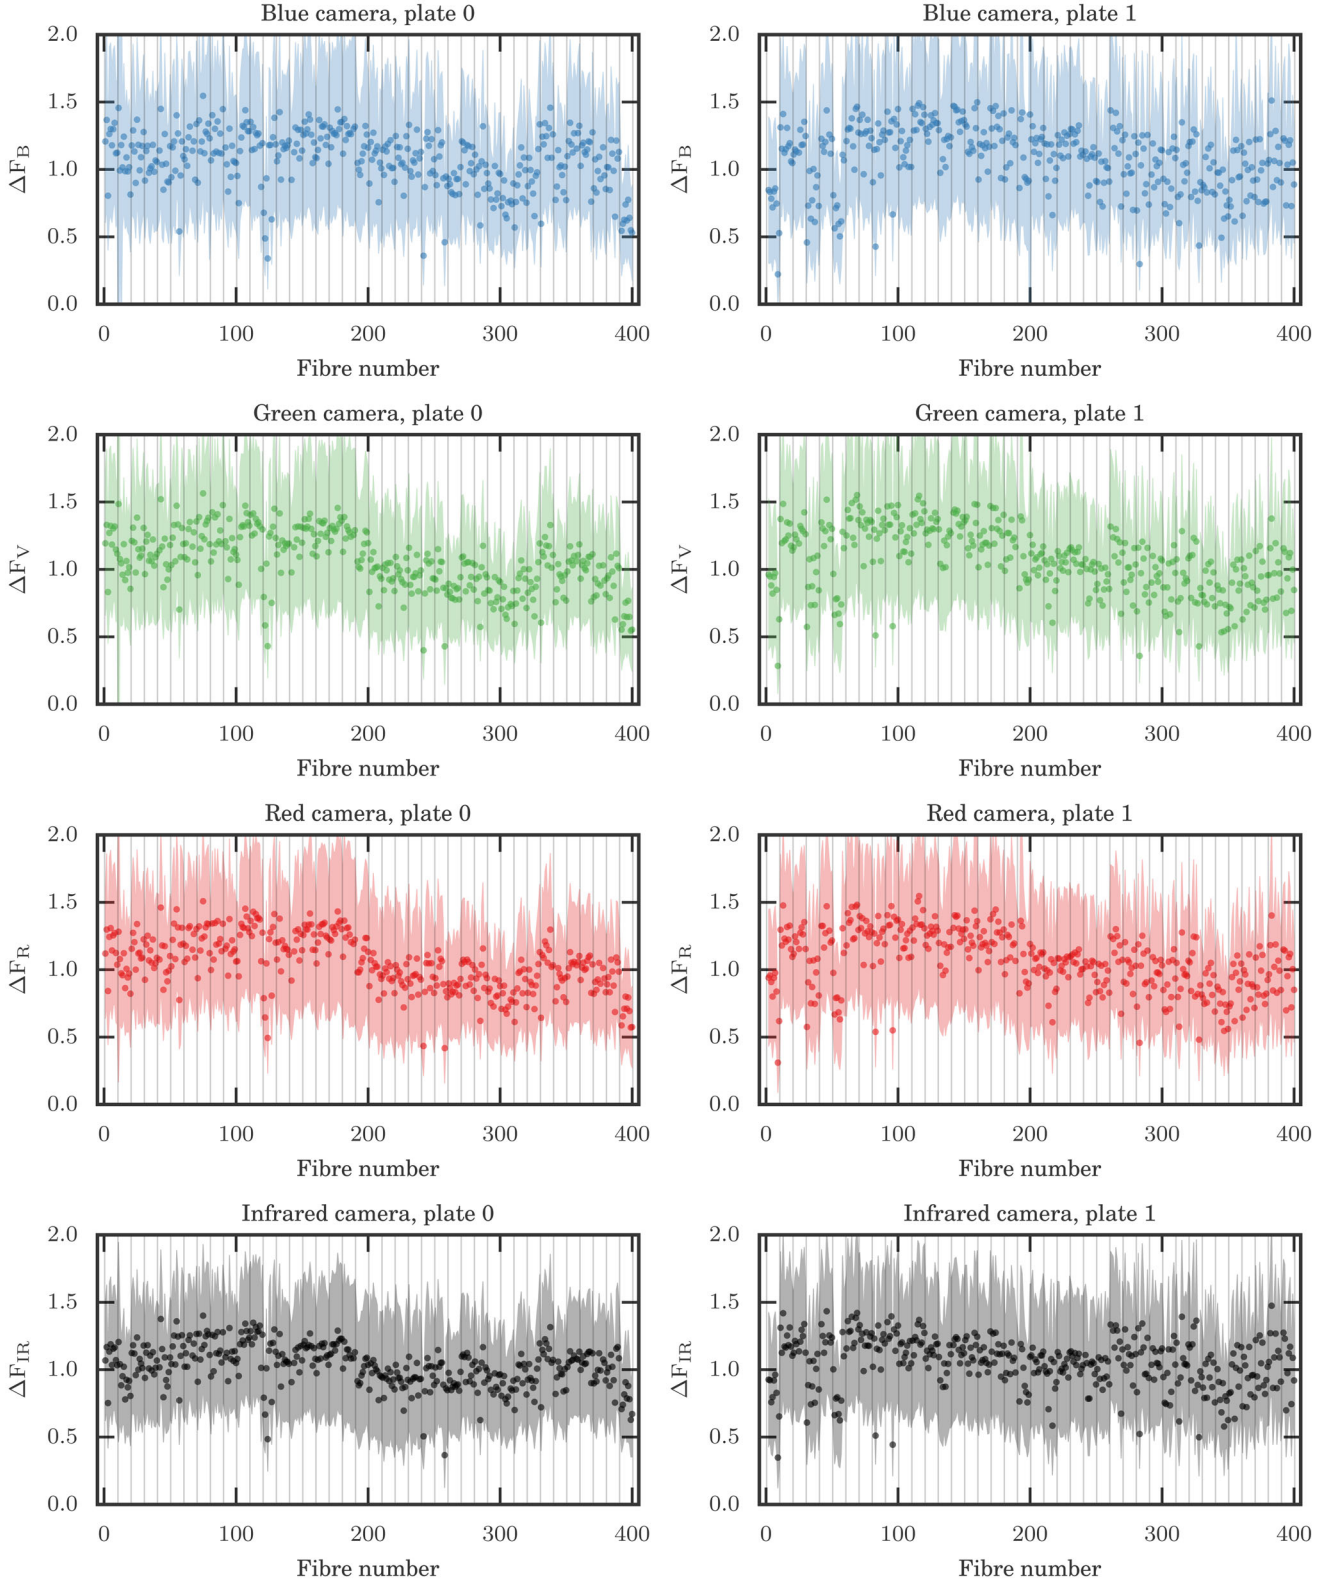 Blue camera, plate 0
Blue camera, plate 1
2.0
1.5
1.0
0.5
0.0
ΔF_B
0 100 200 300 400
Fibre number
2.0
1.5
1.0
0.5
0.0
ΔF_B
0 100 200 300 400
Fibre number
Green camera, plate 0
Green camera, plate 1
2.0
1.5
1.0
0.5
0.0
ΔF_V
0 100 200 300 400
Fibre number
2.0
1.5
1.0
0.5
0.0
ΔF_V
0 100 200 300 400
Fibre number
Red camera, plate 0
Red camera, plate 1
2.0
1.5
1.0
0.5
0.0
ΔF_R
0 100 200 300 400
Fibre number
2.0
1.5
1.0
0.5
0.0
ΔF_R
0 100 200 300 400
Fibre number
Infrared camera, plate 0
Infrared camera, plate 1
2.0
1.5
1.0
0.5
0.0
ΔF_IR
0 100 200 300 400
Fibre number
2.0
1.5
1.0
0.5
0.0
ΔF_IR
0 100 200 300 400
Fibre number